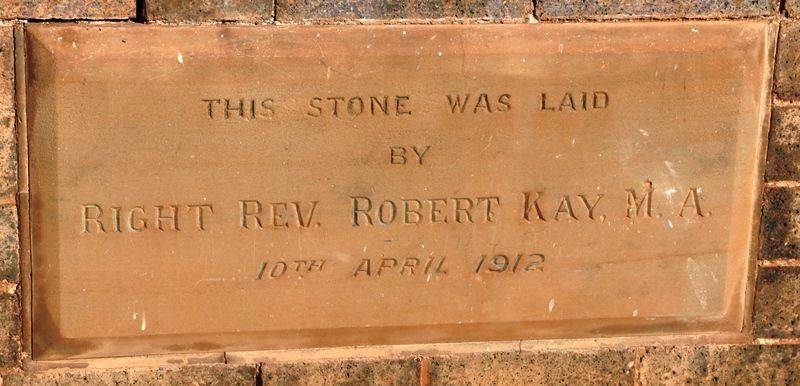 THIS STONE WAS LAID
BY
RIGHT REV. ROBERT KAY, M. A.
10TH APRIL 1912